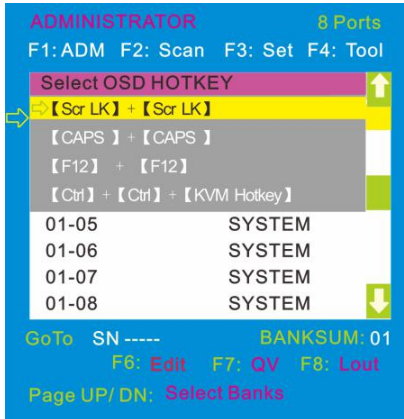 ADMINISTRATOR 8 Ports
F1: ADM F2: Scan F3: Set F4: Tool
Select OSD HOTKEY
【Scr LK】+【Scr LK】
【CAPS 】+【CAPS 】
【F12】 + 【F12】
【Ctrl】+【Ctrl】+【KVM Hotkey】
01-05 SYSTEM
01-06 SYSTEM
01-07 SYSTEM
01-08 SYSTEM
GoTo SN ----- BANKSUM: 01
F6: Edit F7: QV F8: Lout
Page UP/ DN: Select Banks